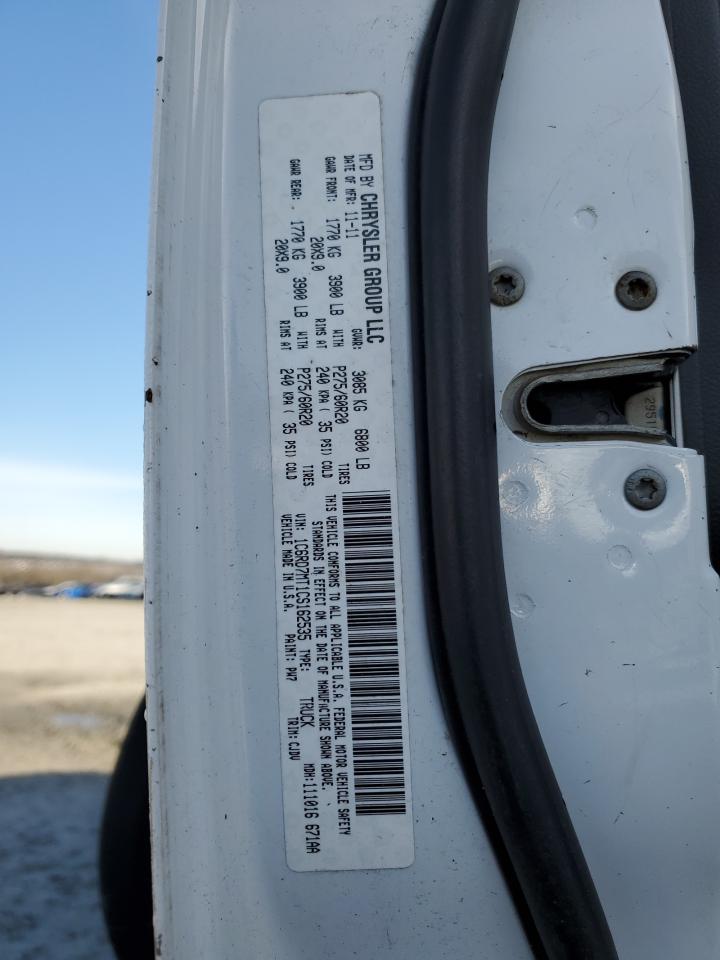 MFD BY CHRYSLER GROUP LLC
DATE OF MFR: 11-11 GVWR: 3085 KG 6800 LB
GAWR FRONT: 1770 KG 3900 LB WITH P275/60R20 TIRES
20X9.0 RIMS AT 240 KPA ( 35 PSI) COLD
GAWR REAR: 1770 KG 3900 LB WITH P275/60R20 TIRES
20X9.0 RIMS AT 240 KPA ( 35 PSI) COLD
THIS VEHICLE CONFORMS TO ALL APPLICABLE U.S.A. FEDERAL MOTOR VEHICLE SAFETY
STANDARDS IN EFFECT ON THE DATE OF MANUFACTURE SHOWN ABOVE.
VIN: 1C6RD7MT1CS162535 TYPE: TRUCK MDH: 111016 671AA
VEHICLE MADE IN U.S.A. PAINT: PW7 TRIM: CJDV